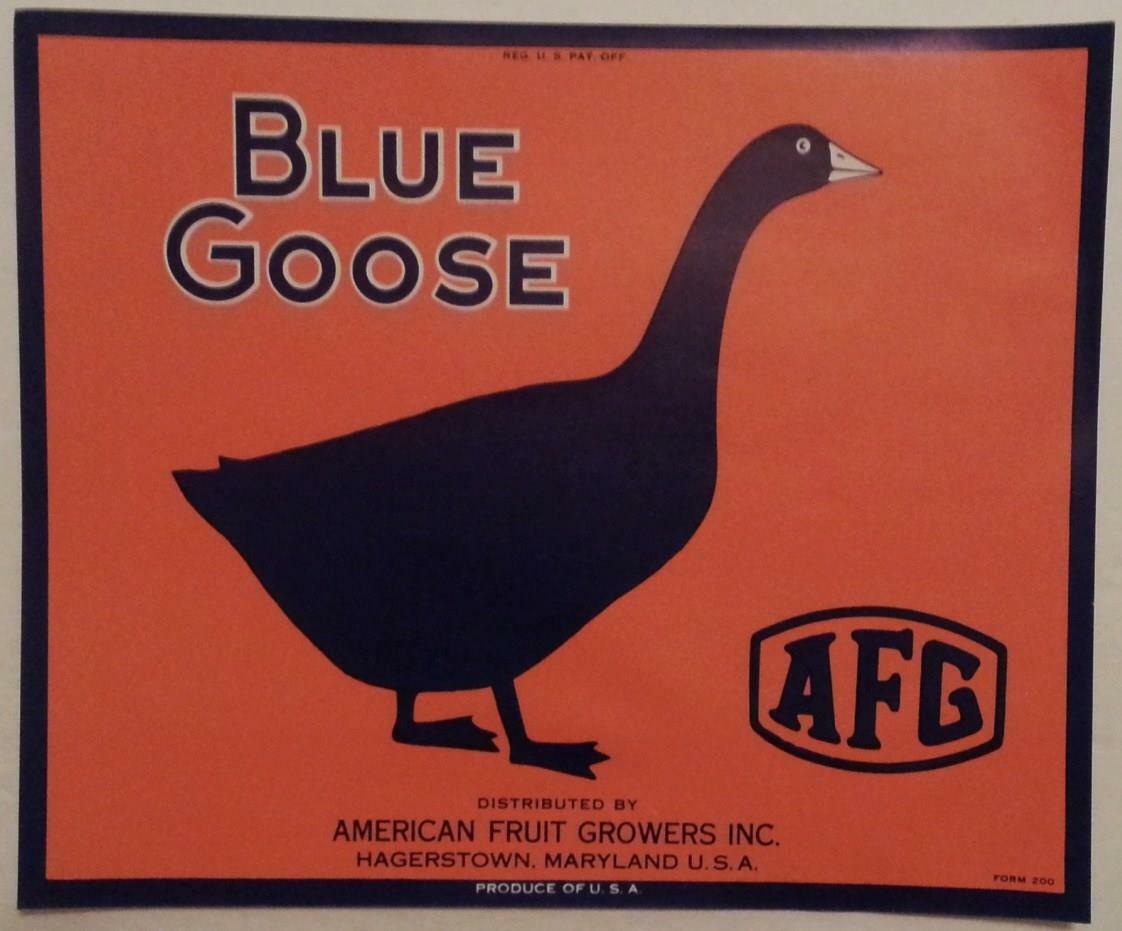 REG. U. S. PAT. OFF.
BLUE
GOOSE
AFG
DISTRIBUTED BY
AMERICAN FRUIT GROWERS INC.
HAGERSTOWN, MARYLAND U.S.A.
FORM 200
PRODUCE OF U.S.A.